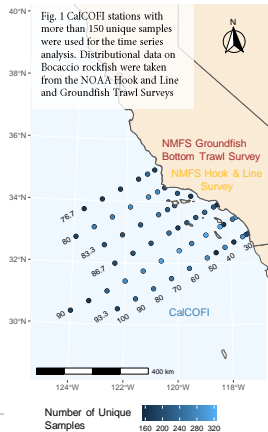 40°N
N
Fig. 1 CalCOFI stations with
more than 150 unique samples
were used for the time series
analysis. Distributional data on
Bocaccio rockfish were taken
from the NOAA Hook and Line
and Groundfish Trawl Surveys
38°N
36°N
NMFS Groundfish
Bottom Trawl Survey
NMFS Hook & Line
Survey
34°N
76.7
80
83.3
86.7
90
93.3
100
90
80
70
60
50
40
30
32°N
CalCOFI
30°N
400 km
124°W 122°W 120°W 118°W
Number of Unique
Samples
160 200 240 280 320